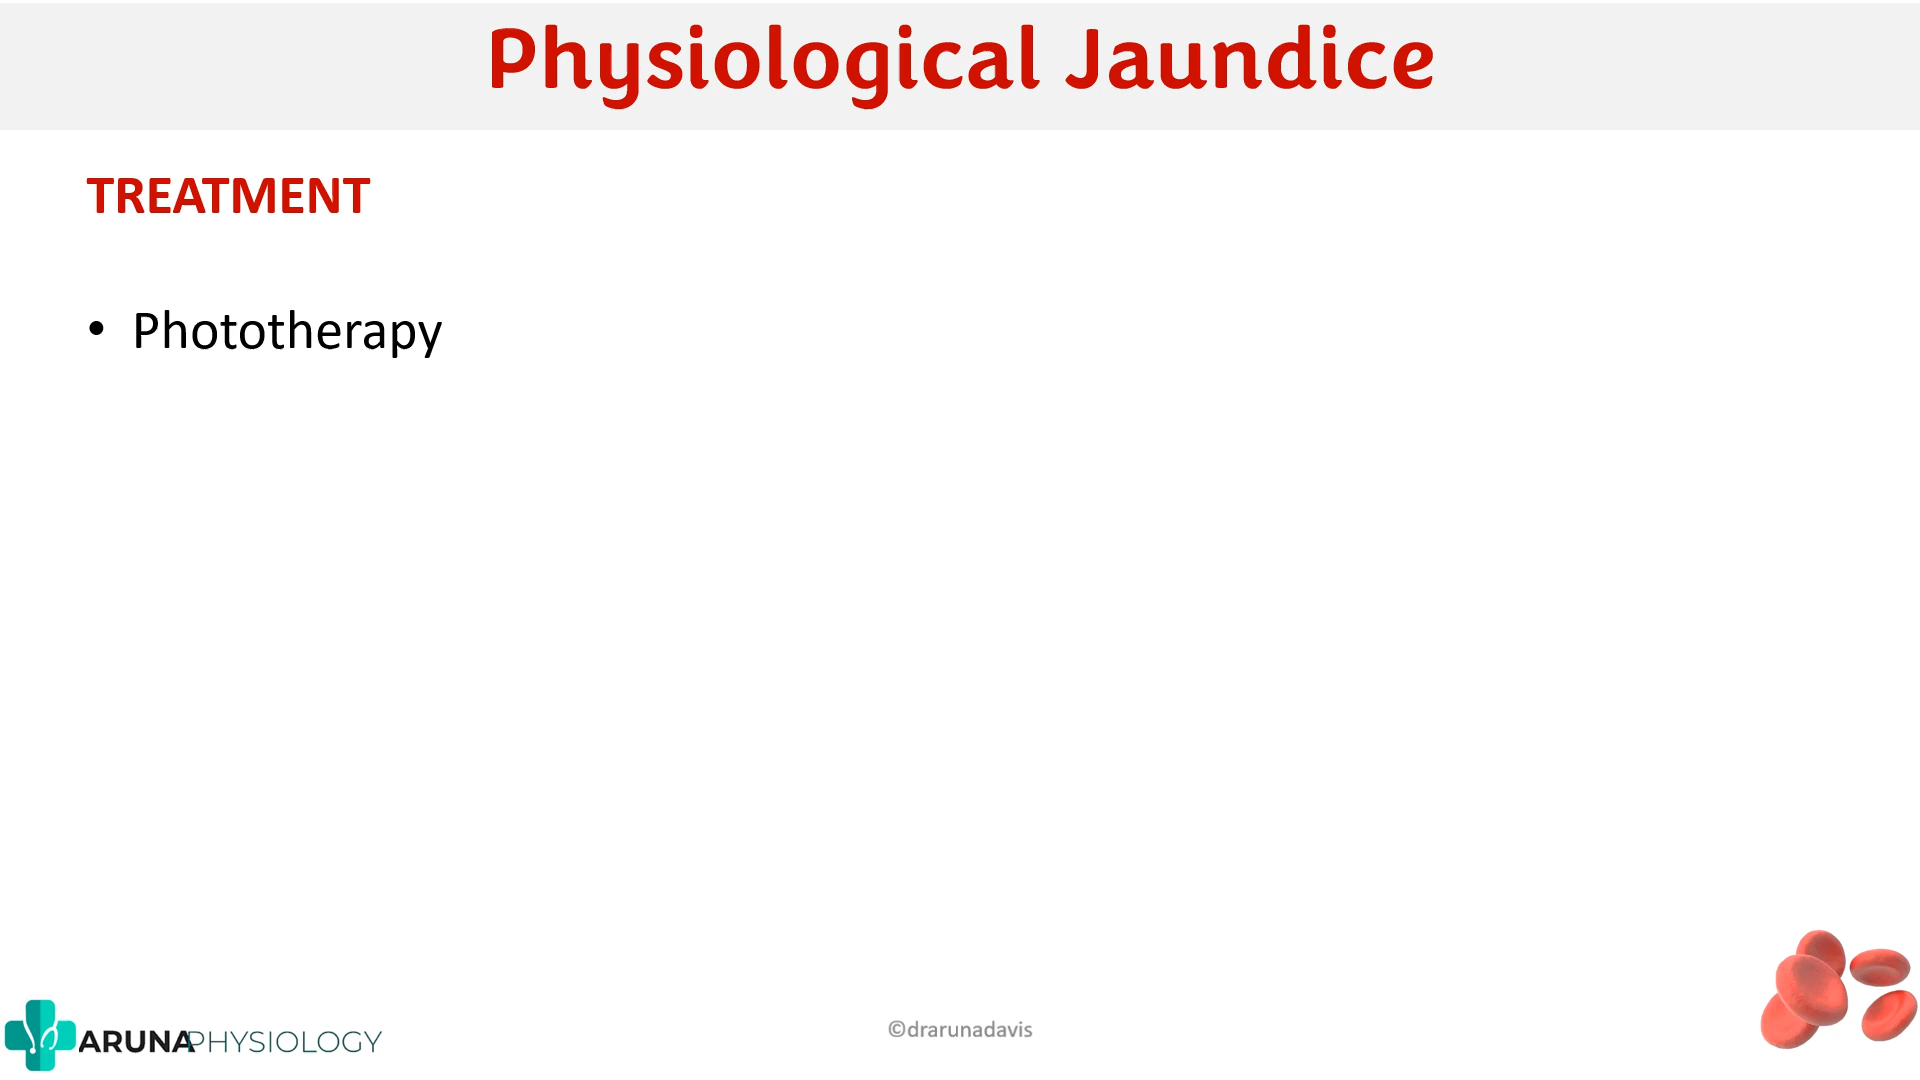 Physiological Jaundice
TREATMENT
• Phototherapy
ARUNAPHYSIOLOGY
©drarunadavis